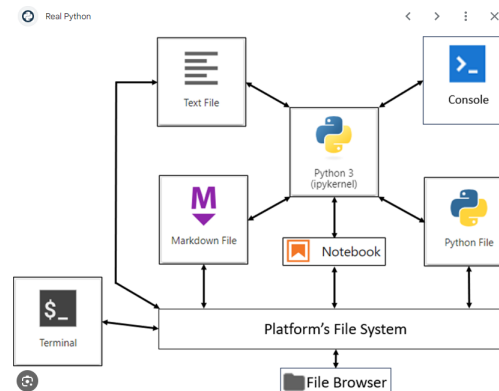 Real Python
Text File
Console
Python 3
(ipykernel)
M
Markdown File
Notebook
Python File
$_
Terminal
Platform's File System
File Browser